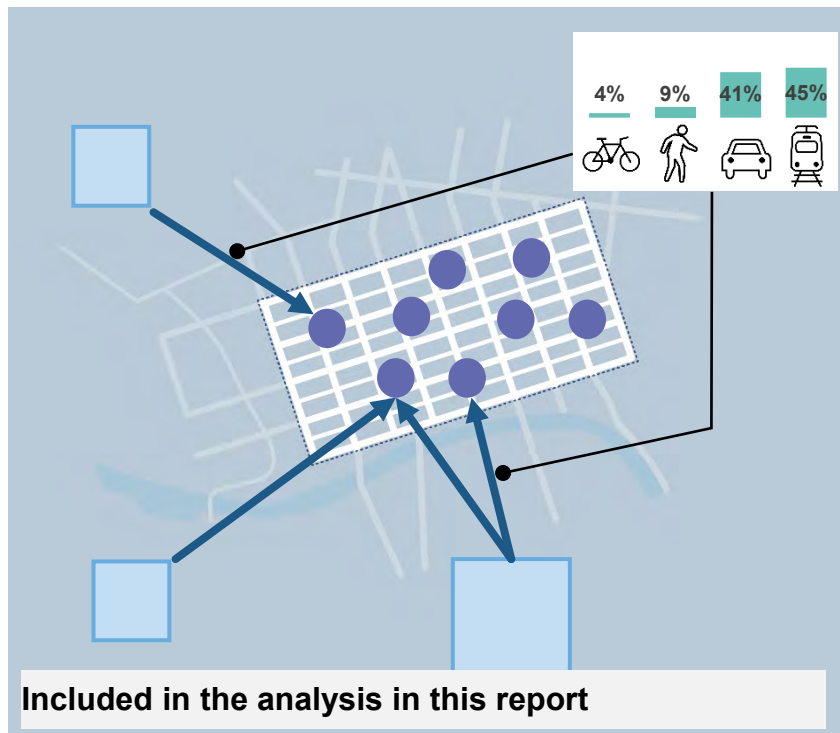 4% 9% 41% 45%
Included in the analysis in this report